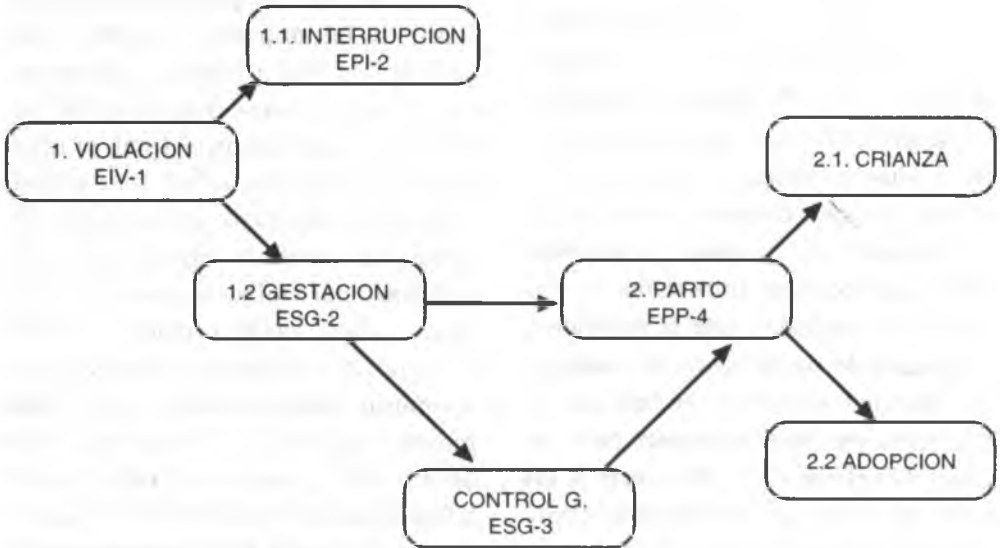 1.1. INTERRUPCION
EPI-2
1. VIOLACION
EIV-1
2.1. CRIANZA
1.2 GESTACION
ESG-2
2. PARTO
EPP-4
2.2 ADOPCION
CONTROL G,
ESG-3